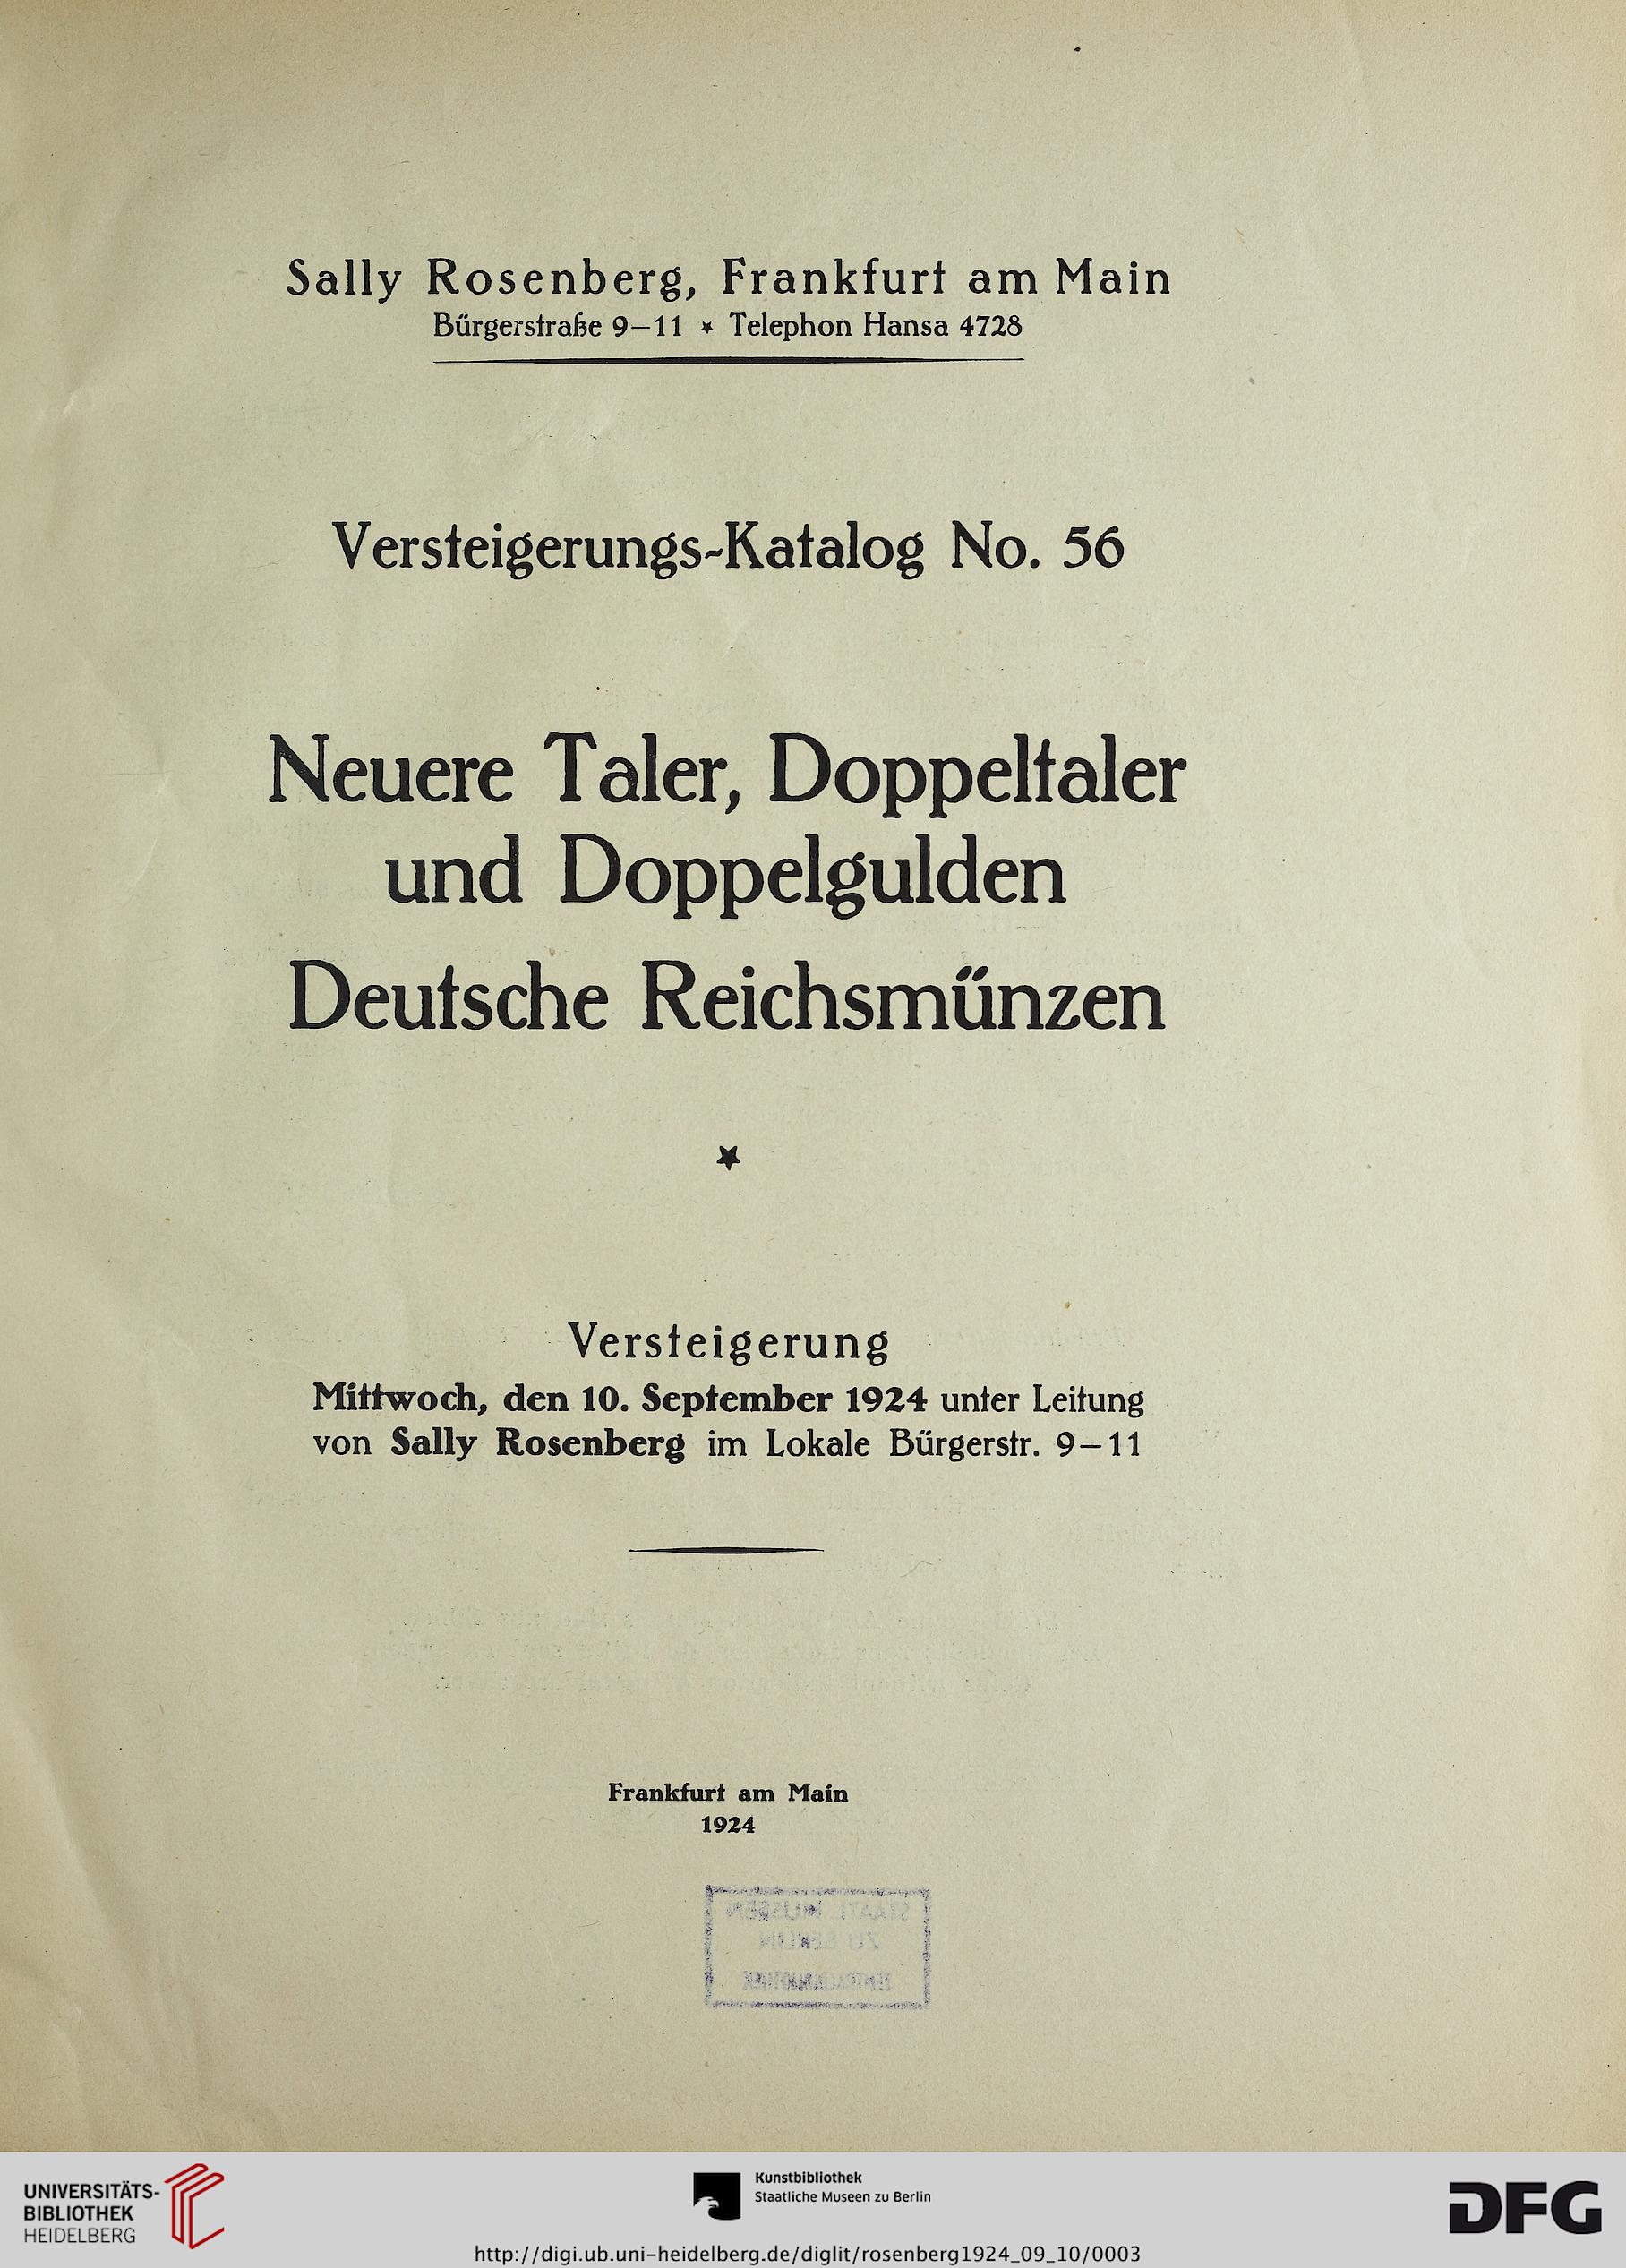 Sally Rosenberg, Frankfurt am Main
Bürgerstraße 9–11 ★ Telephon Hansa 4728
Versteigerungs-Katalog No. 56
Neuere Taler, Doppeltaler
und Doppelgulden
Deutsche Reichsmünzen
★
Versteigerung
Mittwoch, den 10. September 1924 unter Leitung
von Sally Rosenberg im Lokale Bürgerstr. 9–11
Frankfurt am Main
1924
ZU BERLIN
UNIVERSITÄTS-
BIBLIOTHEK
HEIDELBERG
Kunstbibliothek
Staatliche Museen zu Berlin
DFG
http://digi.ub.uni-heidelberg.de/diglit/rosenberg1924_09_10/0003